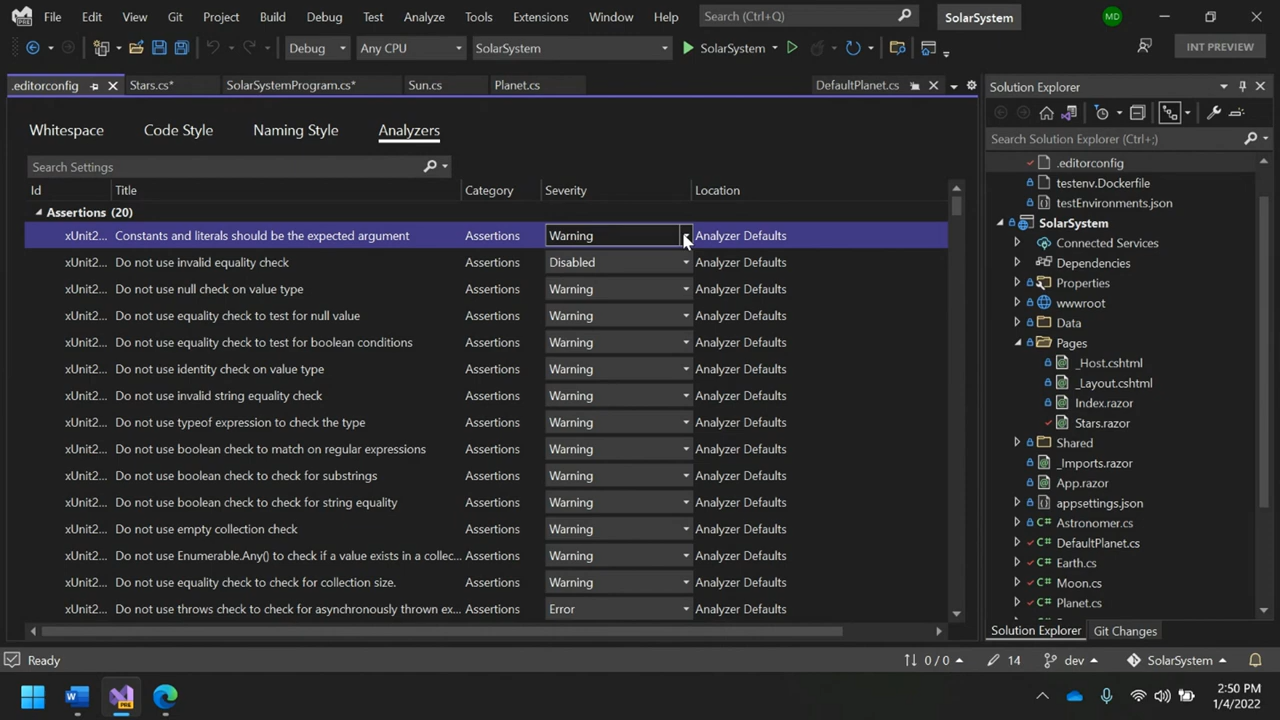 File Edit View Git Project Build Debug Test Analyze Tools Extensions Window Help Search (Ctrl+Q) SolarSystem MD
Debug Any CPU SolarSystem SolarSystem INT PREVIEW
.editorconfig Stars.cs* SolarSystemProgram.cs* Sun.cs Planet.cs DefaultPlanet.cs
Whitespace Code Style Naming Style Analyzers
Search Settings
Id Title Category Severity Location
Assertions (20)
xUnit2... Constants and literals should be the expected argument Assertions Warning Analyzer Defaults
xUnit2... Do not use invalid equality check Assertions Disabled Analyzer Defaults
xUnit2... Do not use null check on value type Assertions Warning Analyzer Defaults
xUnit2... Do not use equality check to test for null value Assertions Warning Analyzer Defaults
xUnit2... Do not use equality check to test for boolean conditions Assertions Warning Analyzer Defaults
xUnit2... Do not use identity check on value type Assertions Warning Analyzer Defaults
xUnit2... Do not use invalid string equality check Assertions Warning Analyzer Defaults
xUnit2... Do not use typeof expression to check the type Assertions Warning Analyzer Defaults
xUnit2... Do not use boolean check to match on regular expressions Assertions Warning Analyzer Defaults
xUnit2... Do not use boolean check to check for substrings Assertions Warning Analyzer Defaults
xUnit2... Do not use boolean check to check for string equality Assertions Warning Analyzer Defaults
xUnit2... Do not use empty collection check Assertions Warning Analyzer Defaults
xUnit2... Do not use Enumerable.Any() to check if a value exists in a collec... Assertions Warning Analyzer Defaults
xUnit2... Do not use equality check to check for collection size. Assertions Warning Analyzer Defaults
xUnit2... Do not use throws check to check for asynchronously thrown ex... Assertions Error Analyzer Defaults
Solution Explorer
Search Solution Explorer (Ctrl+;)
.editorconfig
testenv.Dockerfile
testEnvironments.json
SolarSystem
Connected Services
Dependencies
Properties
wwwroot
Data
Pages
_Host.cshtml
_Layout.cshtml
Index.razor
Stars.razor
Shared
_Imports.razor
App.razor
appsettings.json
C# Astronomer.cs
C# DefaultPlanet.cs
C# Earth.cs
C# Moon.cs
C# Planet.cs
Solution Explorer Git Changes
Ready 0 / 0 14 dev SolarSystem
2:50 PM
1/4/2022